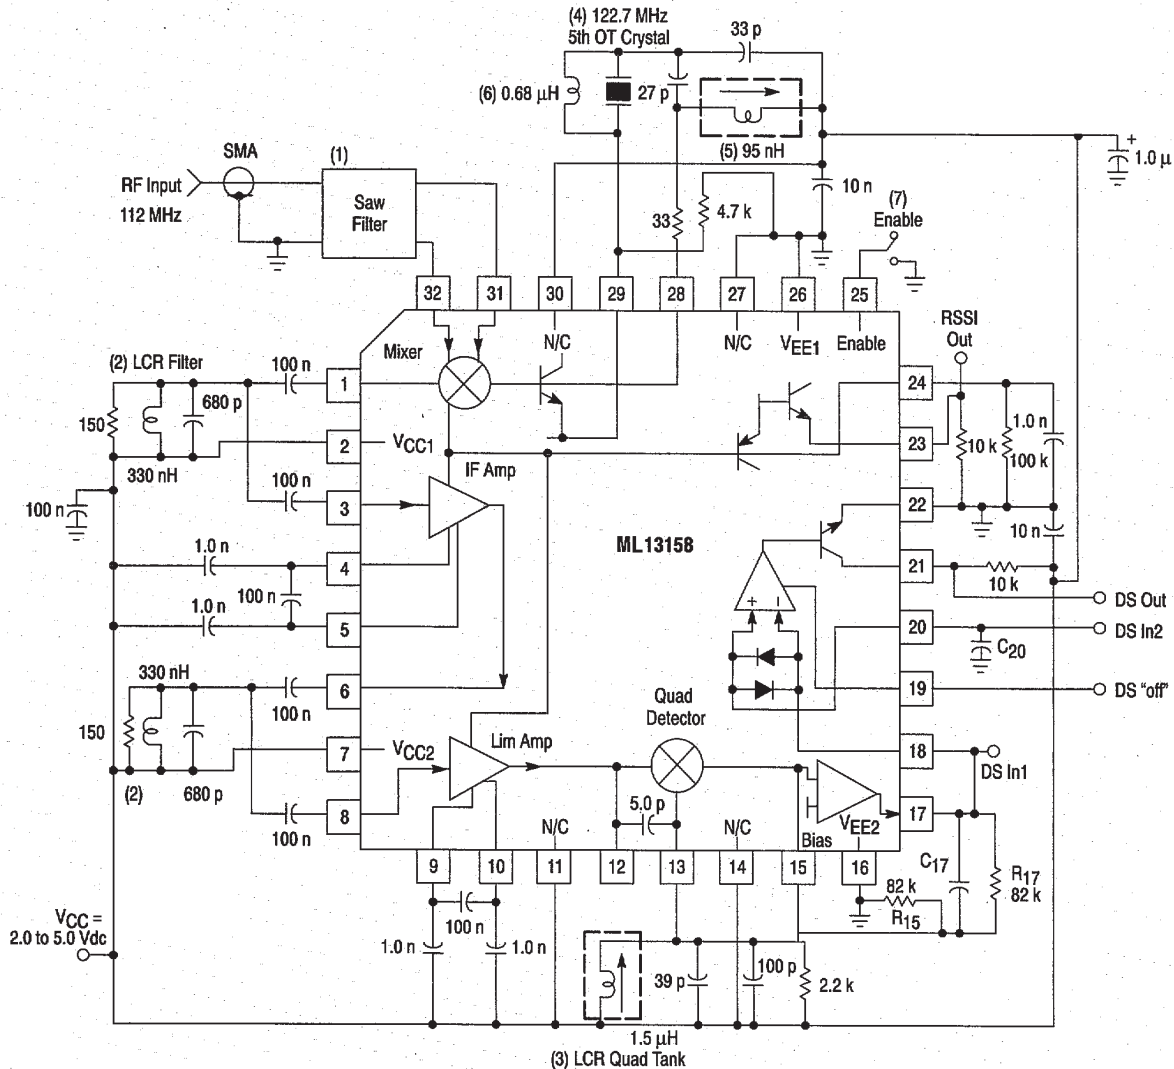 (4) 122.7 MHz
5th OT Crystal
33 p
(6) 0.68 μH
27 p
(5) 95 nH
+
1.0 μ
SMA
(1)
RF Input
112 MHz
Saw
Filter
33
4.7 k
10 n
(7)
Enable
32
31
30
29
28
27
26
25
RSSI
Out
Mixer
N/C
N/C
VEE1
Enable
(2) LCR Filter
100 n
1
24
680 p
150
2
VCC1
23
1.0 n
10 k
100 k
330 nH
IF Amp
100 n
3
22
100 n
10 n
ML13158
1.0 n
4
21
10 k
100 n
DS Out
1.0 n
5
+
–
20
DS In2
C20
330 nH
6
19
DS "off"
100 n
Quad
Detector
150
7
VCC2
Lim Amp
18
DS In1
(2)
680 p
8
100 n
5.0 p
17
N/C
N/C
Bias
VEE2
9
10
11
12
13
14
15
16
C17
R17
82 k
82 k
R15
VCC =
2.0 to 5.0 Vdc
100 n
1.0 n
1.0 n
39 p
100 p
2.2 k
1.5 μH
(3) LCR Quad Tank